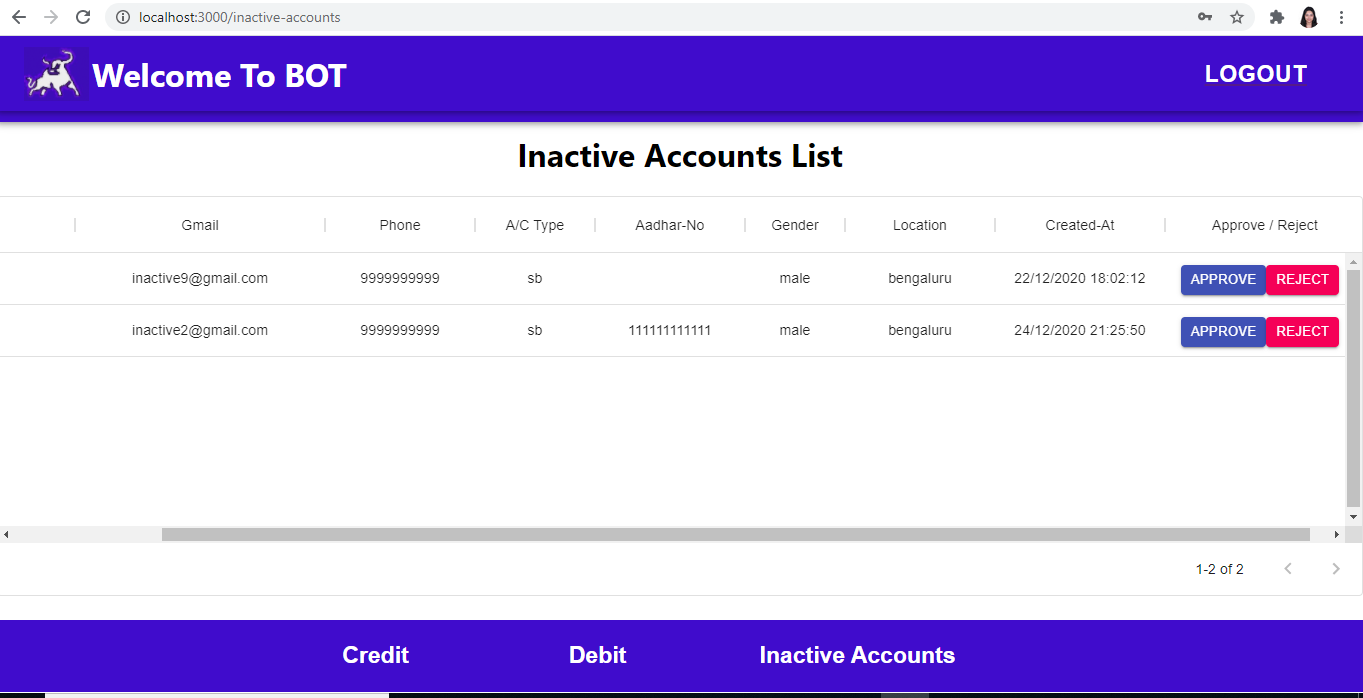 localhost:3000/inactive-accounts
Welcome To BOT
LOGOUT
Inactive Accounts List
Gmail Phone A/C Type Aadhar-No Gender Location Created-At Approve / Reject
inactive9@gmail.com 9999999999 sb male bengaluru 22/12/2020 18:02:12 APPROVE REJECT
inactive2@gmail.com 9999999999 sb 111111111111 male bengaluru 24/12/2020 21:25:50 APPROVE REJECT
1-2 of 2
Credit Debit Inactive Accounts